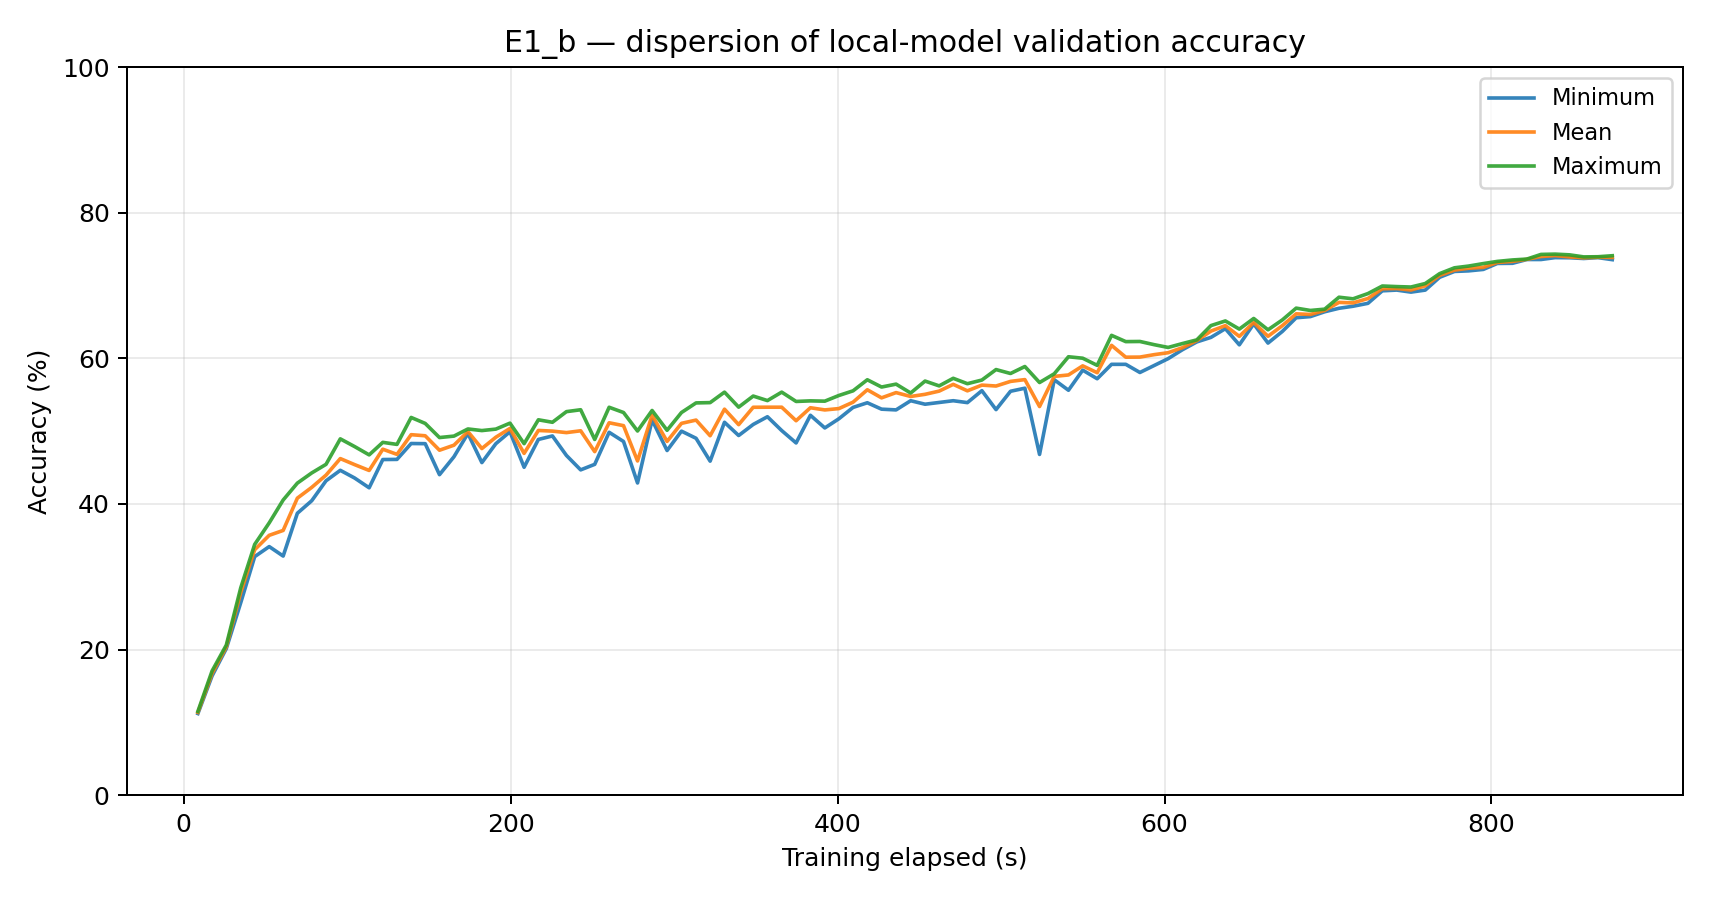 E1_b — dispersion of local-model validation accuracy
Minimum
Mean
Maximum
Accuracy (%)
100
80
60
40
20
0
0
200
400
600
800
Training elapsed (s)